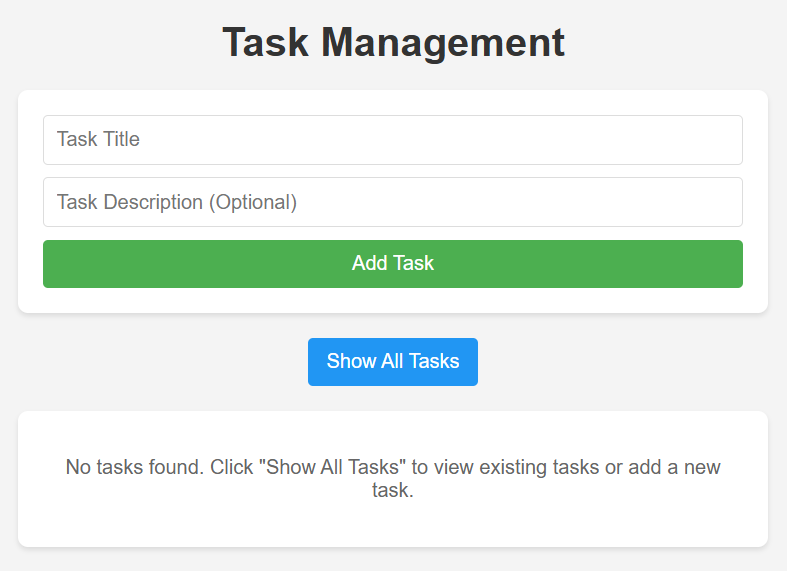 Task Management
Task Title
Task Description (Optional)
Add Task
Show All Tasks
No tasks found. Click "Show All Tasks" to view existing tasks or add a new
task.